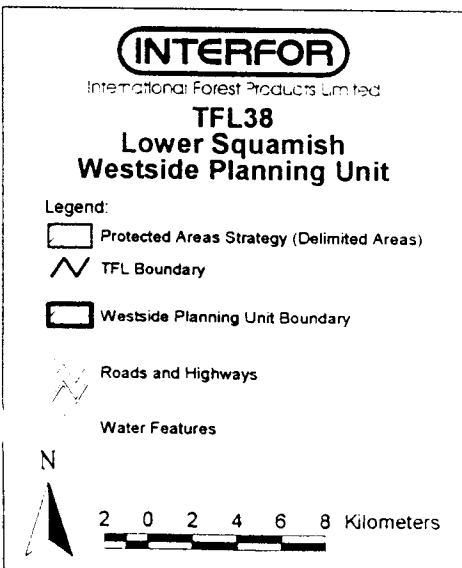 INTERFOR
International Forest Products Limited
TFL38
Lower Squamish
Westside Planning Unit
Legend:
Protected Areas Strategy (Delimited Areas)
TFL Boundary
Westside Planning Unit Boundary
Roads and Highways
Water Features
N
2 0 2 4 6 8 Kilometers